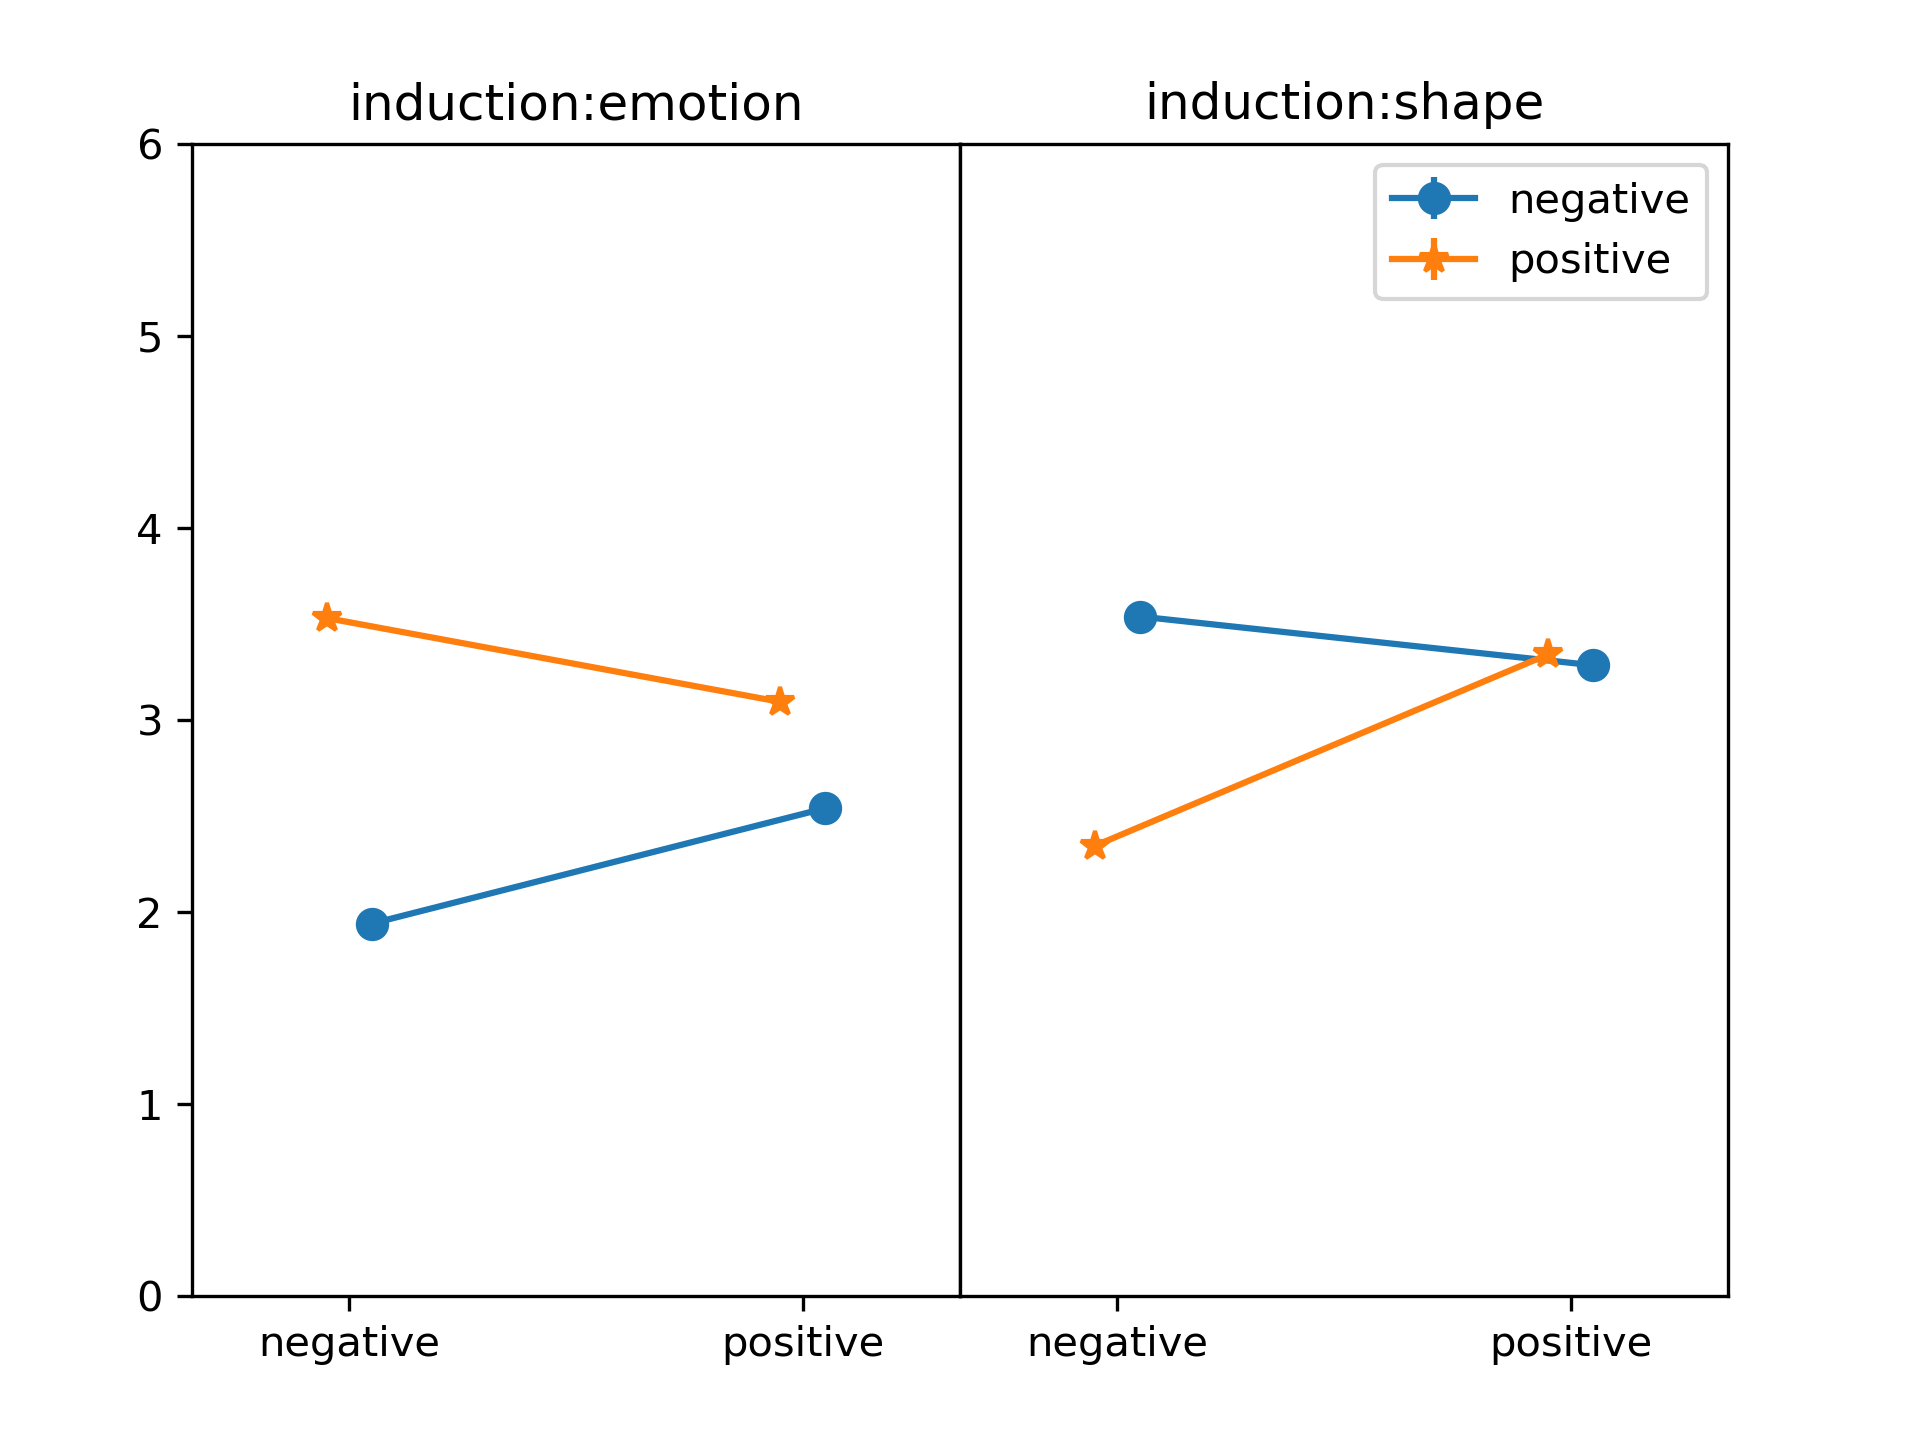 induction:emotion
induction:shape
6
5
4
3
2
1
0
negative
positive
negative
positive
negative
positive